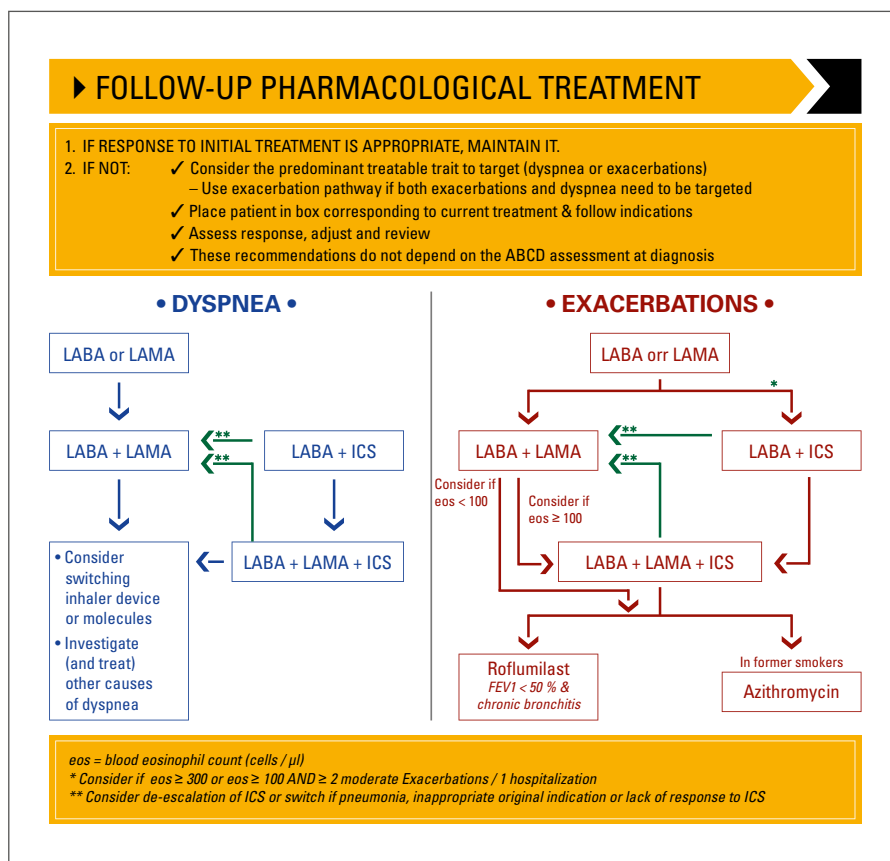 FOLLOW-UP PHARMACOLOGICAL TREATMENT
1. IF RESPONSE TO INITIAL TREATMENT IS APPROPRIATE, MAINTAIN IT.
2. IF NOT: ✓ Consider the predominant treatable trait to target (dyspnea or exacerbations)
– Use exacerbation pathway if both exacerbations and dyspnea need to be targeted
✓ Place patient in box corresponding to current treatment & follow indications
✓ Assess response, adjust and review
✓ These recommendations do not depend on the ABCD assessment at diagnosis
• DYSPNEA •
LABA or LAMA
LABA + LAMA
**
**
LABA + ICS
• Consider
switching
inhaler device
or molecules
• Investigate
(and treat)
other causes
of dyspnea
LABA + LAMA + ICS
• EXACERBATIONS •
LABA orr LAMA
*
LABA + LAMA
**
**
LABA + ICS
Consider if
eos < 100
Consider if
eos ≥ 100
LABA + LAMA + ICS
Roflumilast
FEV1 < 50 % &
chronic bronchitis
In former smokers
Azithromycin
eos = blood eosinophil count (cells / µl)
* Consider if eos ≥ 300 or eos ≥ 100 AND ≥ 2 moderate Exacerbations / 1 hospitalization
** Consider de-escalation of ICS or switch if pneumonia, inappropriate original indication or lack of response to ICS